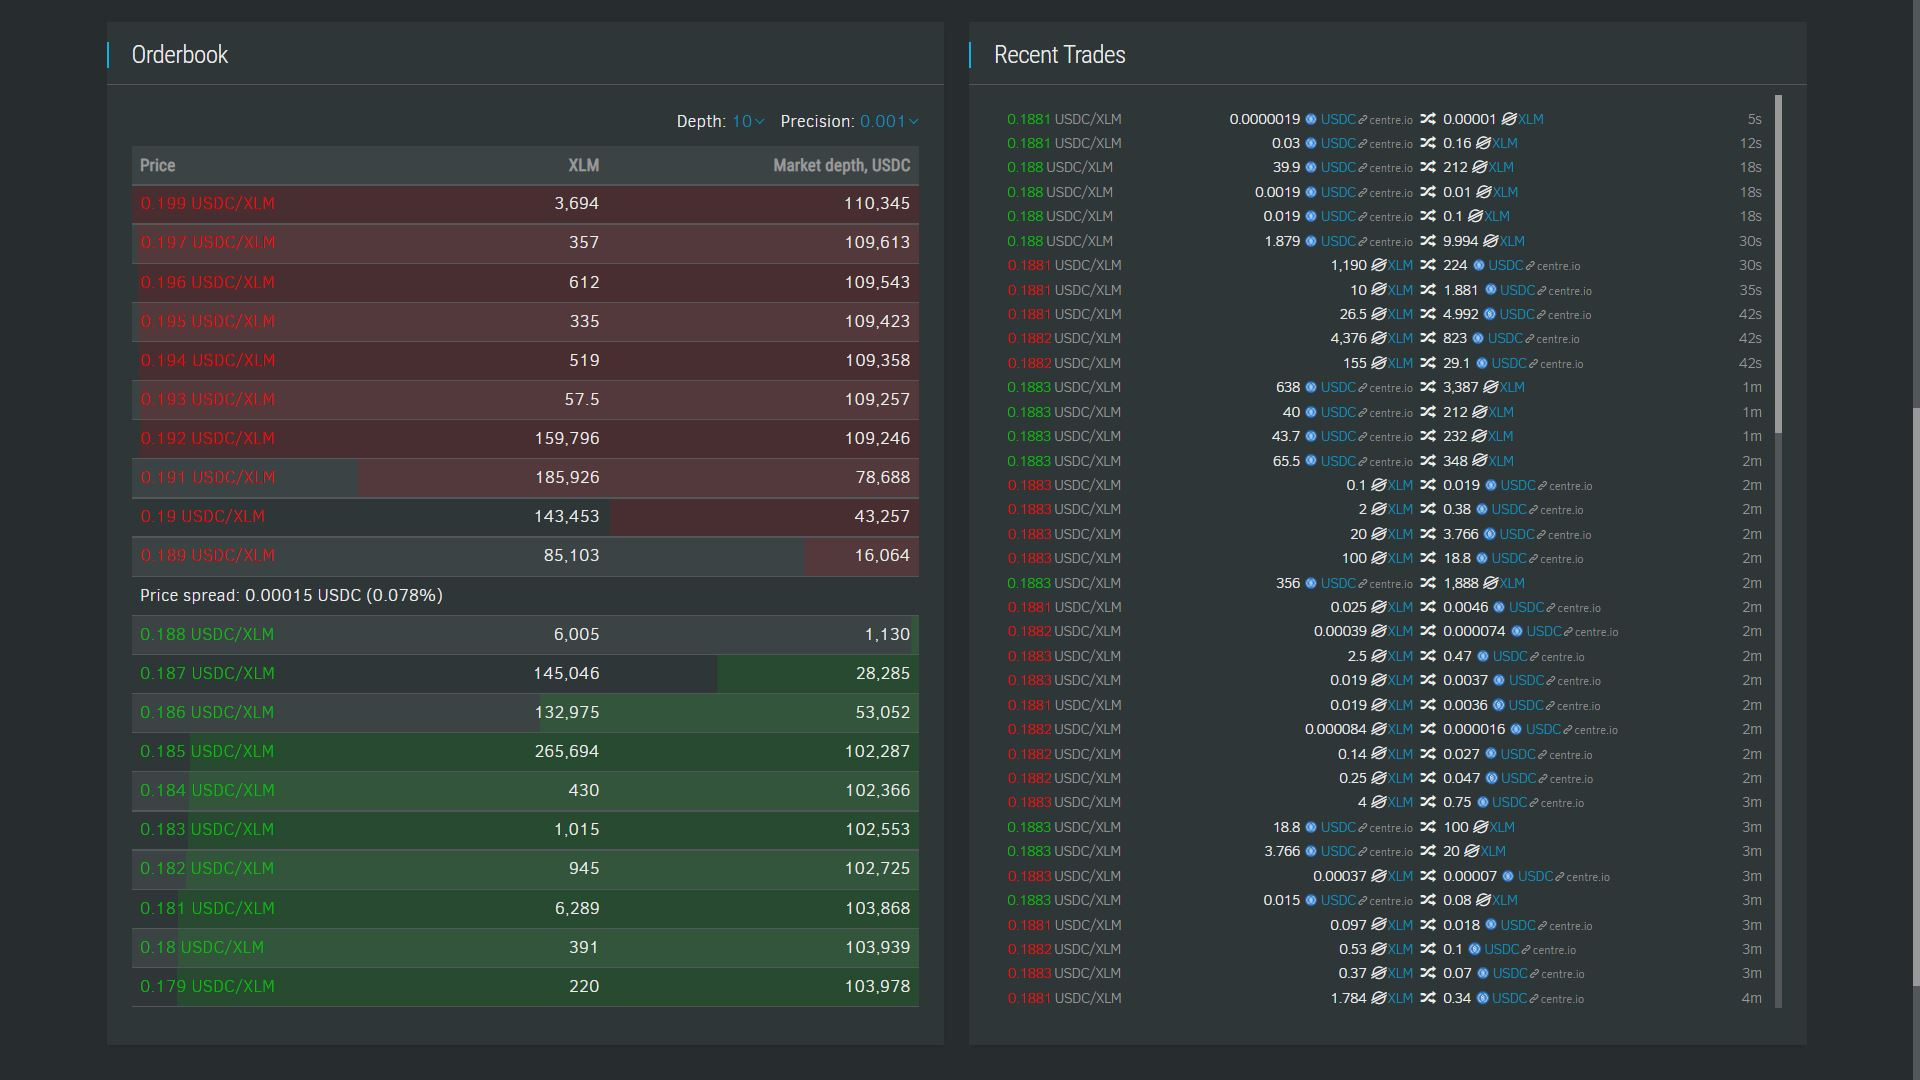 Orderbook
Depth: 10 Precision: 0.001
Price XLM Market depth, USDC
0.199 USDC/XLM 3,694 110,345
0.197 USDC/XLM 357 109,613
0.196 USDC/XLM 612 109,543
0.195 USDC/XLM 335 109,423
0.194 USDC/XLM 519 109,358
0.193 USDC/XLM 57.5 109,257
0.192 USDC/XLM 159,796 109,246
0.191 USDC/XLM 185,926 78,688
0.19 USDC/XLM 143,453 43,257
0.189 USDC/XLM 85,103 16,064
Price spread: 0.00015 USDC (0.078%)
0.188 USDC/XLM 6,005 1,130
0.187 USDC/XLM 145,046 28,285
0.186 USDC/XLM 132,975 53,052
0.185 USDC/XLM 265,694 102,287
0.184 USDC/XLM 430 102,366
0.183 USDC/XLM 1,015 102,553
0.182 USDC/XLM 945 102,725
0.181 USDC/XLM 6,289 103,868
0.18 USDC/XLM 391 103,939
0.179 USDC/XLM 220 103,978
Recent Trades
0.1881 USDC/XLM 0.0000019 USDC centre.io 0.00001 XLM 5s
0.1881 USDC/XLM 0.03 USDC centre.io 0.16 XLM 12s
0.188 USDC/XLM 39.9 USDC centre.io 212 XLM 18s
0.188 USDC/XLM 0.0019 USDC centre.io 0.01 XLM 18s
0.188 USDC/XLM 0.019 USDC centre.io 0.1 XLM 18s
0.188 USDC/XLM 1.879 USDC centre.io 9.994 XLM 30s
0.1881 USDC/XLM 1,190 XLM 224 USDC centre.io 30s
0.1881 USDC/XLM 10 XLM 1.881 USDC centre.io 35s
0.1881 USDC/XLM 26.5 XLM 4.992 USDC centre.io 42s
0.1882 USDC/XLM 4,376 XLM 823 USDC centre.io 42s
0.1882 USDC/XLM 155 XLM 29.1 USDC centre.io 42s
0.1883 USDC/XLM 638 USDC centre.io 3,387 XLM 1m
0.1883 USDC/XLM 40 USDC centre.io 212 XLM 1m
0.1883 USDC/XLM 43.7 USDC centre.io 232 XLM 1m
0.1883 USDC/XLM 65.5 USDC centre.io 348 XLM 2m
0.1883 USDC/XLM 0.1 XLM 0.019 USDC centre.io 2m
0.1883 USDC/XLM 2 XLM 0.38 USDC centre.io 2m
0.1883 USDC/XLM 20 XLM 3.766 USDC centre.io 2m
0.1883 USDC/XLM 100 XLM 18.8 USDC centre.io 2m
0.1883 USDC/XLM 356 USDC centre.io 1,888 XLM 2m
0.1881 USDC/XLM 0.025 XLM 0.0046 USDC centre.io 2m
0.1882 USDC/XLM 0.00039 XLM 0.000074 USDC centre.io 2m
0.1883 USDC/XLM 2.5 XLM 0.47 USDC centre.io 2m
0.1883 USDC/XLM 0.019 XLM 0.0037 USDC centre.io 2m
0.1881 USDC/XLM 0.019 XLM 0.0036 USDC centre.io 2m
0.1882 USDC/XLM 0.000084 XLM 0.000016 USDC centre.io 2m
0.1882 USDC/XLM 0.14 XLM 0.027 USDC centre.io 2m
0.1882 USDC/XLM 0.25 XLM 0.047 USDC centre.io 2m
0.1883 USDC/XLM 4 XLM 0.75 USDC centre.io 3m
0.1883 USDC/XLM 18.8 USDC centre.io 100 XLM 3m
0.1883 USDC/XLM 3.766 USDC centre.io 20 XLM 3m
0.1883 USDC/XLM 0.00037 XLM 0.00007 USDC centre.io 3m
0.1883 USDC/XLM 0.015 USDC centre.io 0.08 XLM 3m
0.1881 USDC/XLM 0.097 XLM 0.018 USDC centre.io 3m
0.1882 USDC/XLM 0.53 XLM 0.1 USDC centre.io 3m
0.1883 USDC/XLM 0.37 XLM 0.07 USDC centre.io 3m
0.1881 USDC/XLM 1.784 XLM 0.34 USDC centre.io 4m